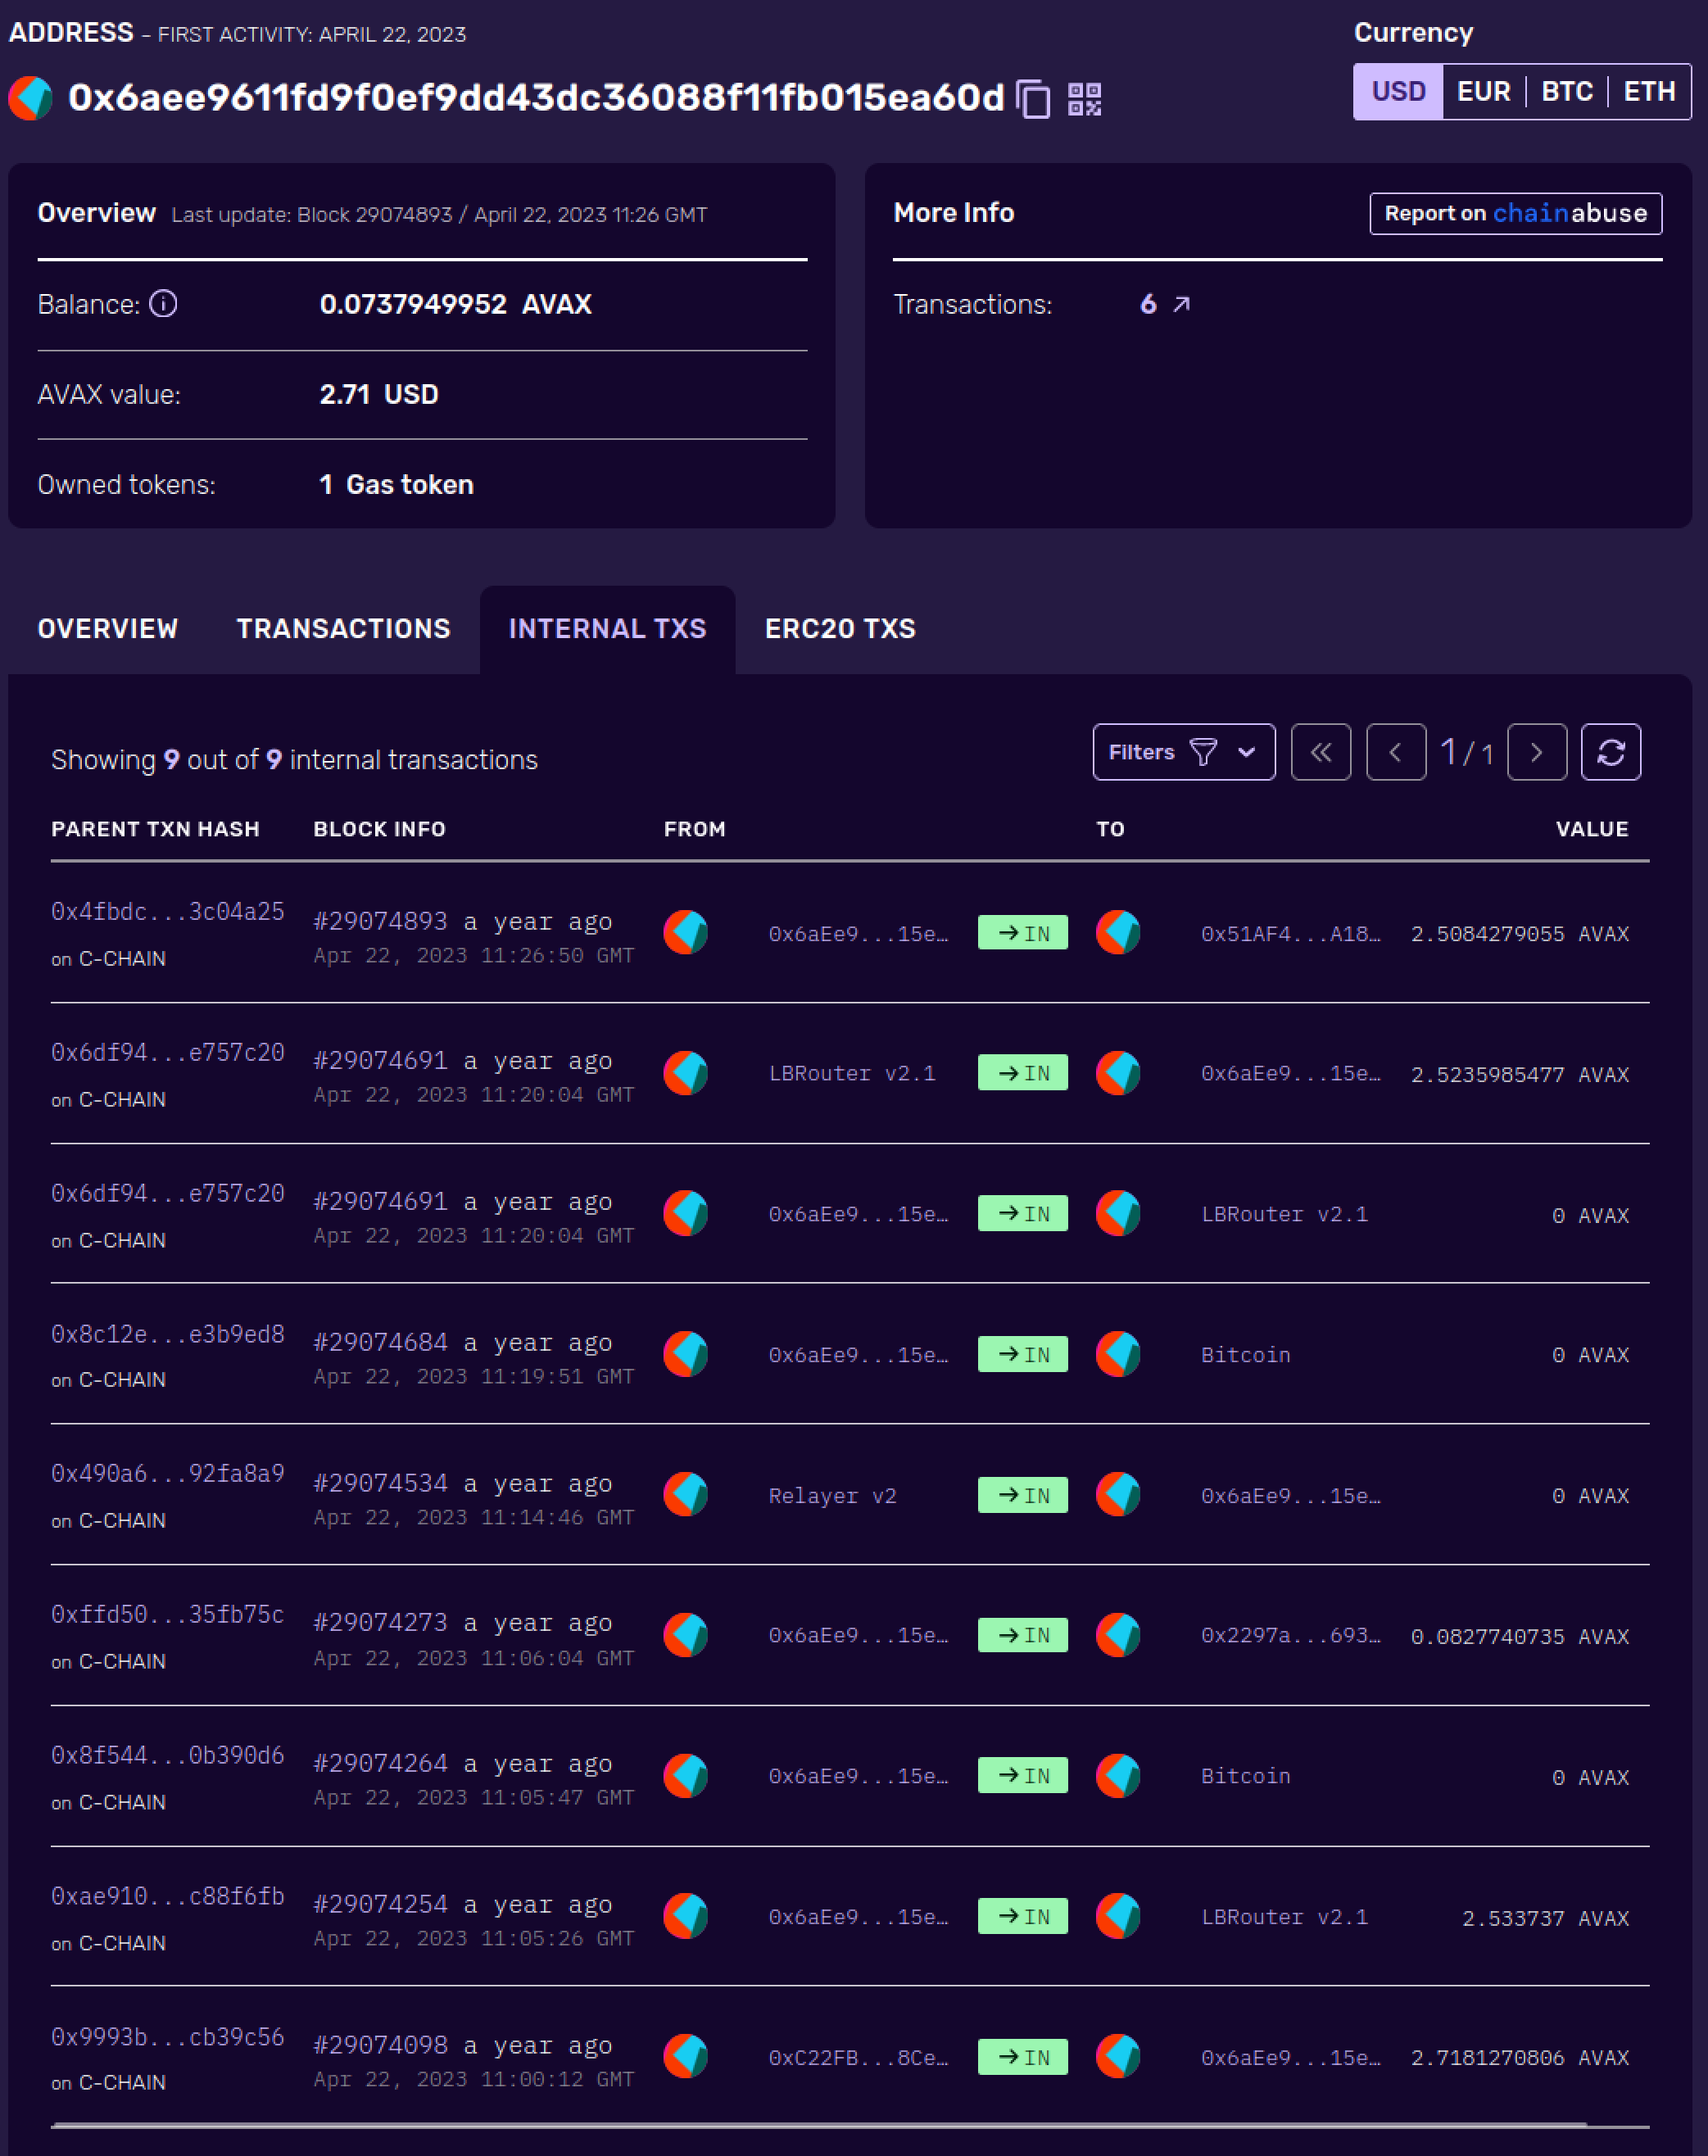 ADDRESS - FIRST ACTIVITY: APRIL 22, 2023
Currency
0x6aee9611fd9f0ef9dd43dc36088f11fb015ea60d
USD EUR BTC ETH
Overview Last update: Block 29074893 / April 22, 2023 11:26 GMT
Balance: 0.0737949952 AVAX
AVAX value: 2.71 USD
Owned tokens: 1 Gas token
More Info Report on chainabuse
Transactions: 6
OVERVIEW TRANSACTIONS INTERNAL TXS ERC20 TXS
Showing 9 out of 9 internal transactions
Filters 1 / 1
PARENT TXN HASH BLOCK INFO FROM TO VALUE
0x4fbdc...3c04a25 #29074893 a year ago 0x6aEe9...15e… → IN 0x51AF4...A18… 2.5084279055 AVAX
on C-CHAIN Apr 22, 2023 11:26:50 GMT
0x6df94...e757c20 #29074691 a year ago LBRouter v2.1 → IN 0x6aEe9...15e… 2.5235985477 AVAX
on C-CHAIN Apr 22, 2023 11:20:04 GMT
0x6df94...e757c20 #29074691 a year ago 0x6aEe9...15e… → IN LBRouter v2.1 0 AVAX
on C-CHAIN Apr 22, 2023 11:20:04 GMT
0x8c12e...e3b9ed8 #29074684 a year ago 0x6aEe9...15e… → IN Bitcoin 0 AVAX
on C-CHAIN Apr 22, 2023 11:19:51 GMT
0x490a6...92fa8a9 #29074534 a year ago Relayer v2 → IN 0x6aEe9...15e… 0 AVAX
on C-CHAIN Apr 22, 2023 11:14:46 GMT
0xffd50...35fb75c #29074273 a year ago 0x6aEe9...15e… → IN 0x2297a...693… 0.0827740735 AVAX
on C-CHAIN Apr 22, 2023 11:06:04 GMT
0x8f544...0b390d6 #29074264 a year ago 0x6aEe9...15e… → IN Bitcoin 0 AVAX
on C-CHAIN Apr 22, 2023 11:05:47 GMT
0xae910...c88f6fb #29074254 a year ago 0x6aEe9...15e… → IN LBRouter v2.1 2.533737 AVAX
on C-CHAIN Apr 22, 2023 11:05:26 GMT
0x9993b...cb39c56 #29074098 a year ago 0xC22FB...8Ce… → IN 0x6aEe9...15e… 2.7181270806 AVAX
on C-CHAIN Apr 22, 2023 11:00:12 GMT